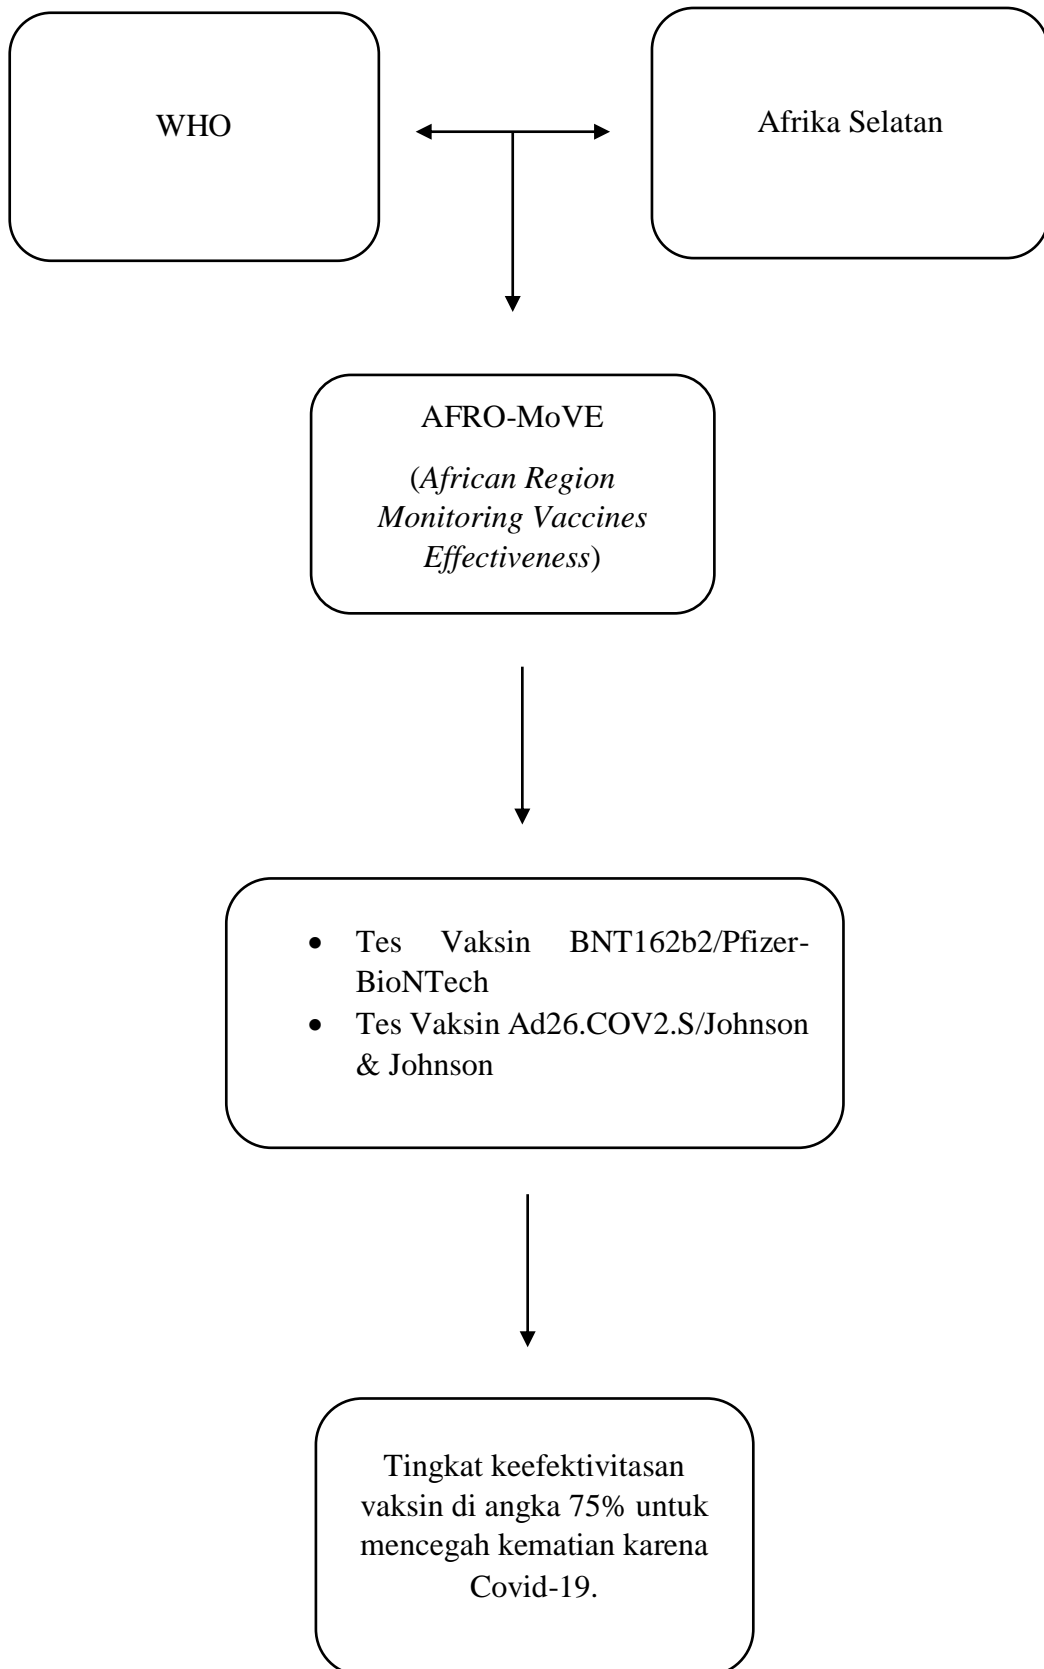 WHO
Afrika Selatan
AFRO-MoVE
(African Region
Monitoring Vaccines
Effectiveness)
• Tes Vaksin BNT162b2/Pfizer-
BioNTech
• Tes Vaksin Ad26.COV2.S/Johnson
& Johnson
Tingkat keefektivitasan
vaksin di angka 75% untuk
mencegah kematian karena
Covid-19.